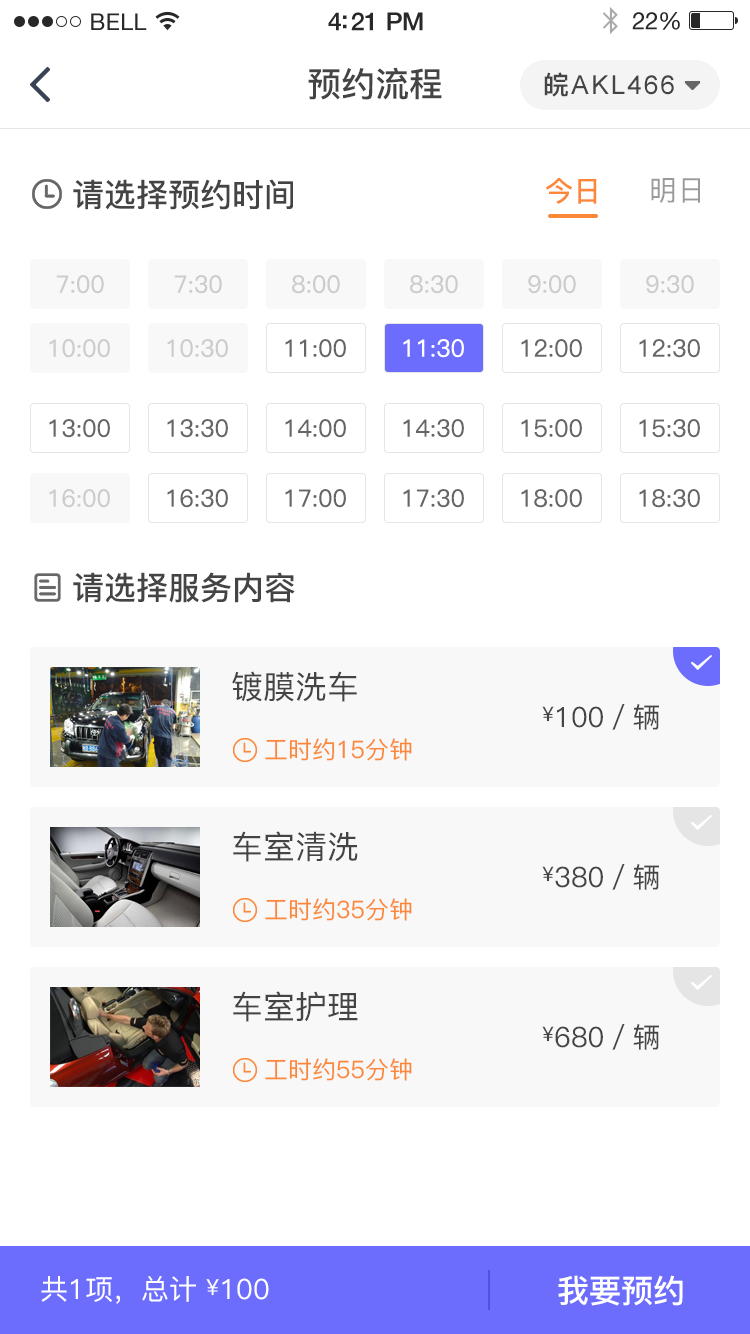 BELL 4:21 PM 22%
预约流程 皖AKL466
请选择预约时间 今日 明日
7:00 7:30 8:00 8:30 9:00 9:30
10:00 10:30 11:00 11:30 12:00 12:30
13:00 13:30 14:00 14:30 15:00 15:30
16:00 16:30 17:00 17:30 18:00 18:30
请选择服务内容
镀膜洗车
¥100 / 辆
工时约15分钟
车室清洗
¥380 / 辆
工时约35分钟
车室护理
¥680 / 辆
工时约55分钟
共1项，总计 ¥100 我要预约